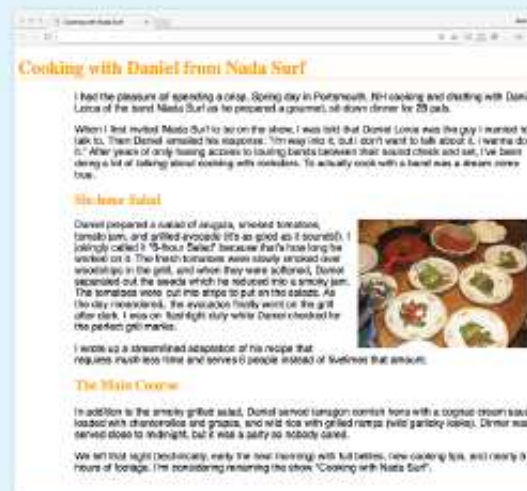 Cooking with Daniel from Nada Surf
I had the pleasure of spending a crisp, Spring day in Portsmouth, NH cooking and chatting with
Lorca of the band Nada Surf as he prepared a gourmet, sit-down dinner for 28 pals.
When I first invited Nada Surf to be on the show, I was told that Daniel Lorca was the guy I wanted to
talk to. Then Daniel emailed his response: "I'm way into it, but i don't want to talk about it, i wanna do
it." After years of only having access to touring bands between their sound check and set, I've been
doing a lot of talking about cooking with rockstars. To actually cook with a band was a dream come
true.
Six-hour Salad
Daniel prepared a salad of arugula, smoked tomatoes,
tomato jam, and grilled avocado (it's as good as it sounds!). I
jokingly called it "6-hour Salad" because that's how long he
worked on it. The fresh tomatoes were slowly smoked over
woodchips in the grill, and when they were softened, Daniel
separated out the seeds which he reduced into a smoky jam.
The tomatoes were cut into strips to put on the salads. As
the day meandered, the avocados finally went on the grill
after dark. I was on flashlight duty while Daniel checked for
the perfect grill marks.
I wrote up a streamlined adaptation of his recipe that
requires much less time and serves 6 people instead of five times that amount.
The Main Course
In addition to the smoky grilled salad, Daniel served tarragon cornish hens with a cognac cream
loaded with chanterelles and grapes, and wild rice with grilled ramps (wild garlicky leeks). Dinner was
served close to midnight, but it was a party so nobody cared.
We left that night (technically, early the next morning) with full bellies, new cooking tips, and nearly
hours of footage. I'm considering renaming the show "Cooking with Nada Surf".